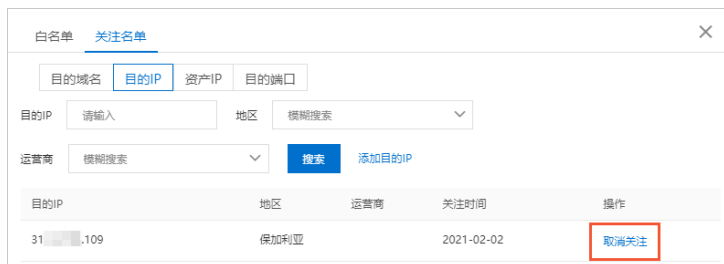 白名单 关注名单
目的域名 目的IP 资产IP 目的端口
目的IP 请输入 地区 模糊搜索
运营商 模糊搜索 搜索 添加目的IP
目的IP 地区 运营商 关注时间 操作
31 .109 保加利亚 2021-02-02 取消关注